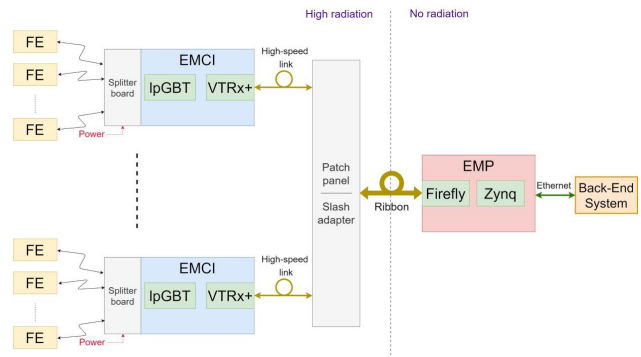 High radiation
No radiation
FE
FE
FE
Splitter
board
Power
EMCI
lpGBT
VTRx+
High-speed
link
Patch
panel
Slash
adapter
Ribbon
EMP
Firefly
Zynq
Ethernet
Back-End
System
FE
FE
FE
Splitter
board
Power
EMCI
lpGBT
VTRx+
High-speed
link